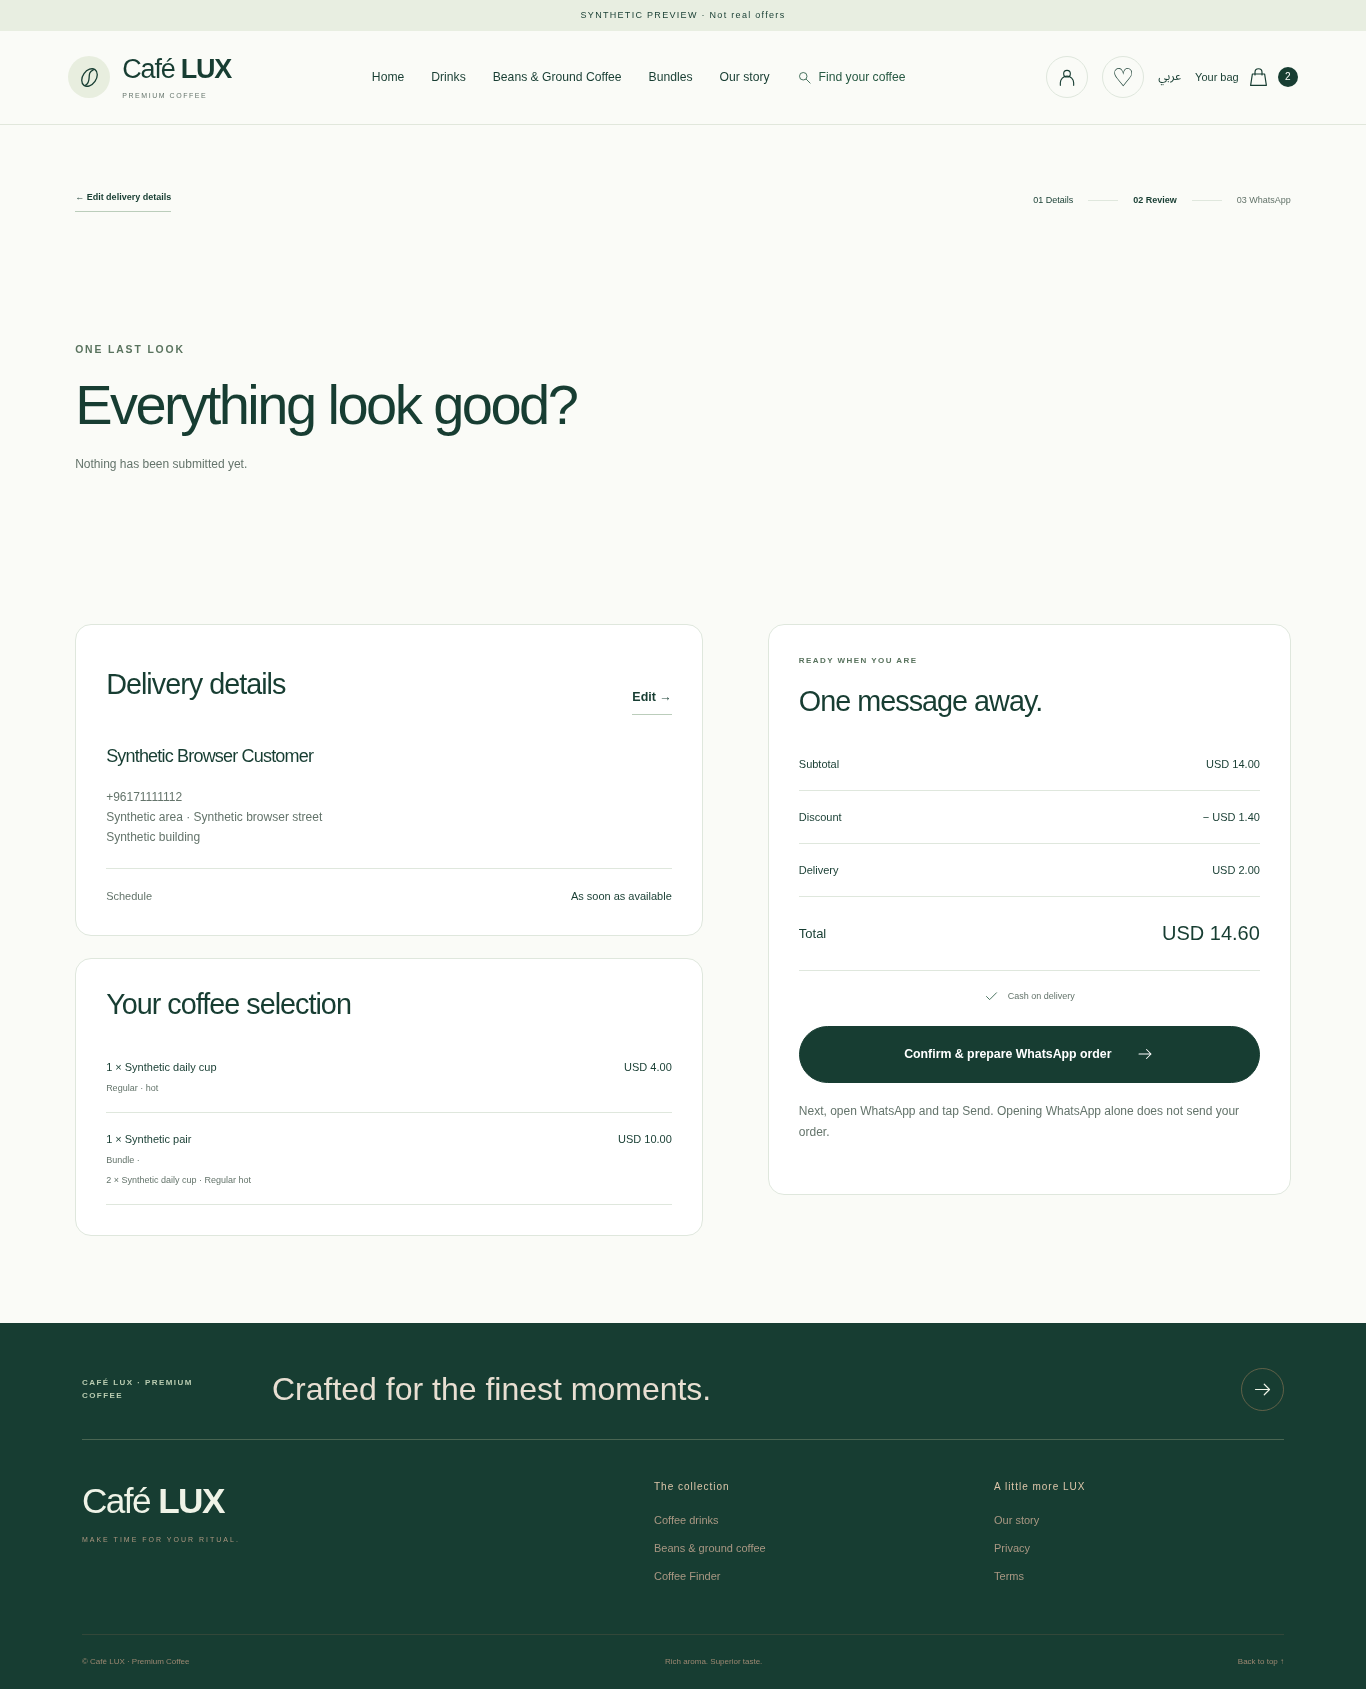 SYNTHETIC PREVIEW · Not real offers
Café LUX
PREMIUM COFFEE
Home
Drinks
Beans & Ground Coffee
Bundles
Our story
Find your coffee
عربي
Your bag
2
← Edit delivery details
01 Details
02 Review
03 WhatsApp
ONE LAST LOOK
Everything look good?
Nothing has been submitted yet.
Delivery details
Edit →
Synthetic Browser Customer
+96171111112
Synthetic area · Synthetic browser street
Synthetic building
Schedule
As soon as available
Your coffee selection
1 × Synthetic daily cup
USD 4.00
Regular · hot
1 × Synthetic pair
USD 10.00
Bundle ·
2 × Synthetic daily cup · Regular hot
READY WHEN YOU ARE
One message away.
Subtotal
USD 14.00
Discount
− USD 1.40
Delivery
USD 2.00
Total
USD 14.60
Cash on delivery
Confirm & prepare WhatsApp order
Next, open WhatsApp and tap Send. Opening WhatsApp alone does not send your
order.
CAFÉ LUX · PREMIUM
COFFEE
Crafted for the finest moments.
Café LUX
MAKE TIME FOR YOUR RITUAL.
The collection
Coffee drinks
Beans & ground coffee
Coffee Finder
A little more LUX
Our story
Privacy
Terms
© Café LUX · Premium Coffee
Rich aroma. Superior taste.
Back to top ↑